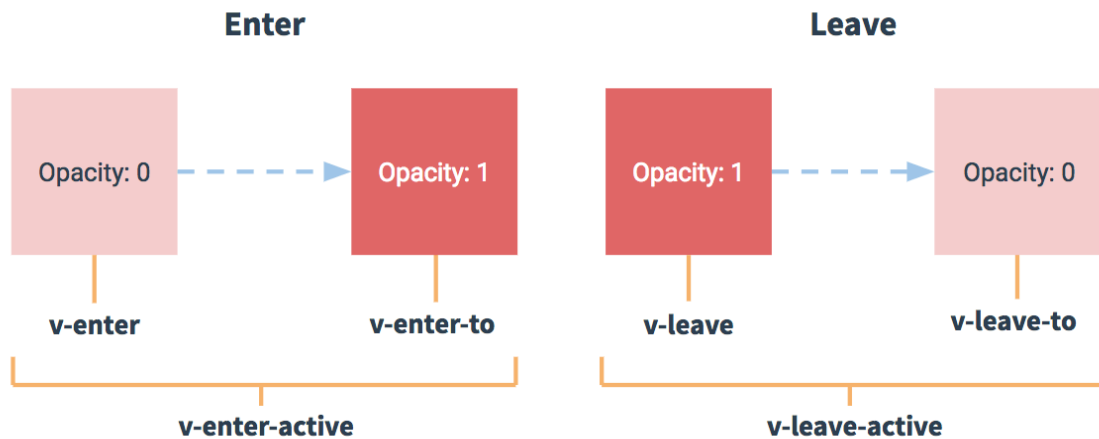 Enter
Leave
Opacity: 0
Opacity: 1
Opacity: 1
Opacity: 0
v-enter
v-enter-to
v-leave
v-leave-to
v-enter-active
v-leave-active